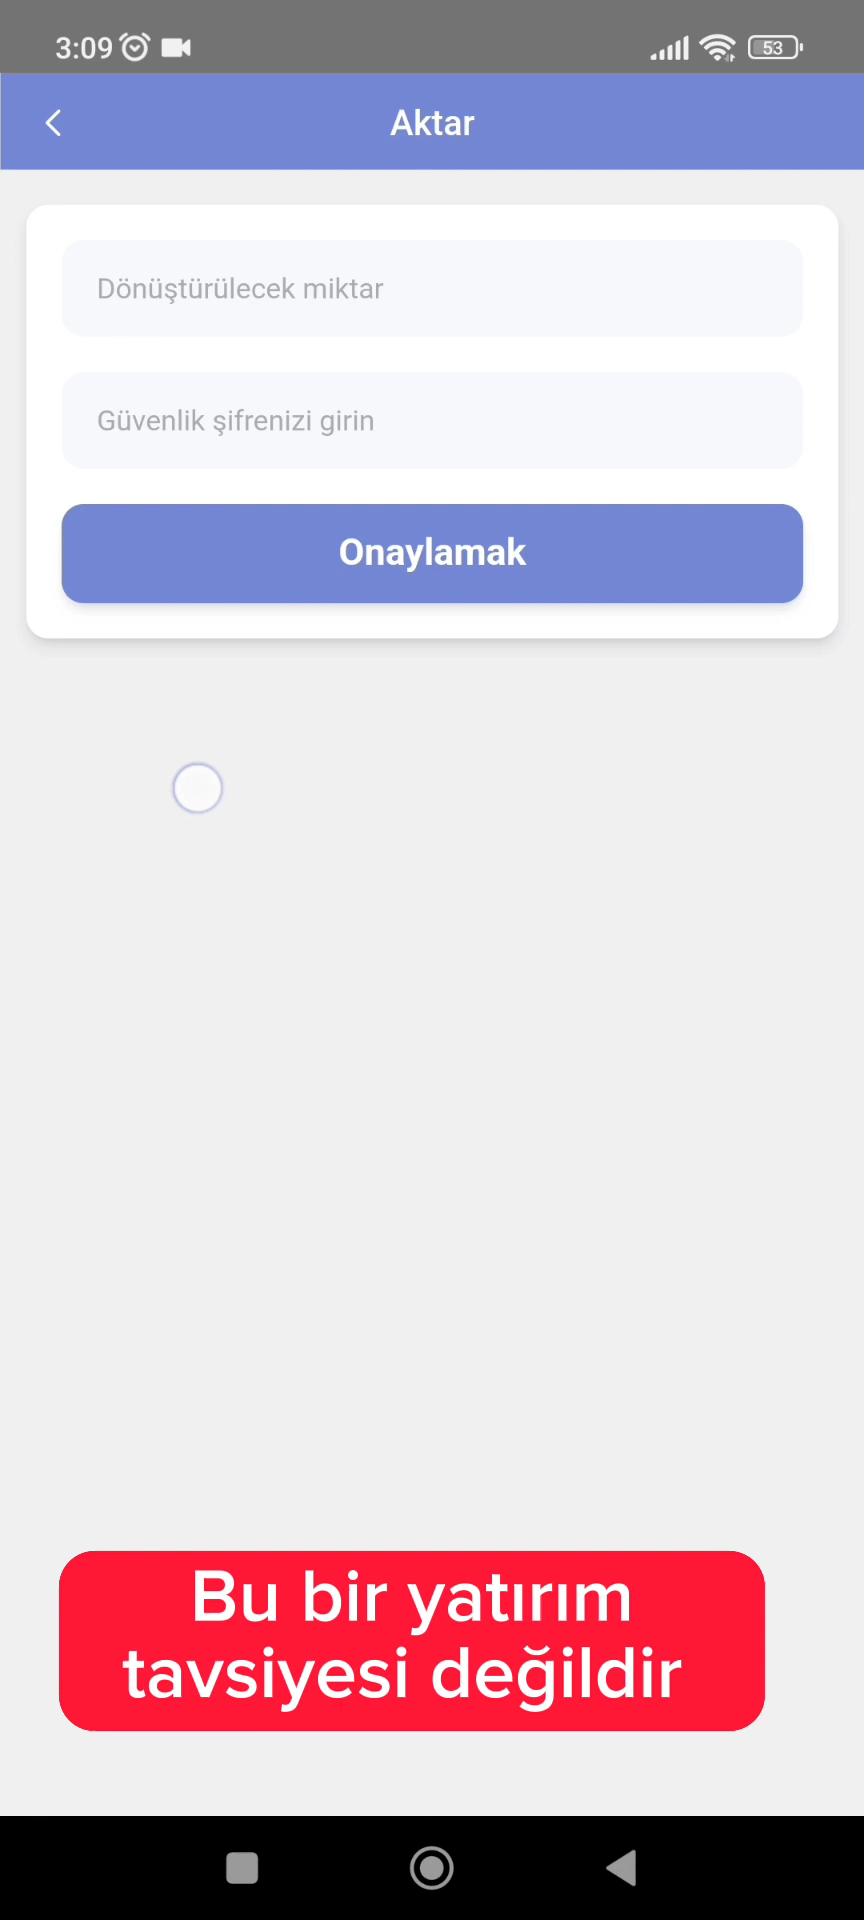 3:09
53
Aktar
Dönüştürülecek miktar
Güvenlik şifrenizi girin
Onaylamak
Bu bir yatırım
tavsiyesi değildir